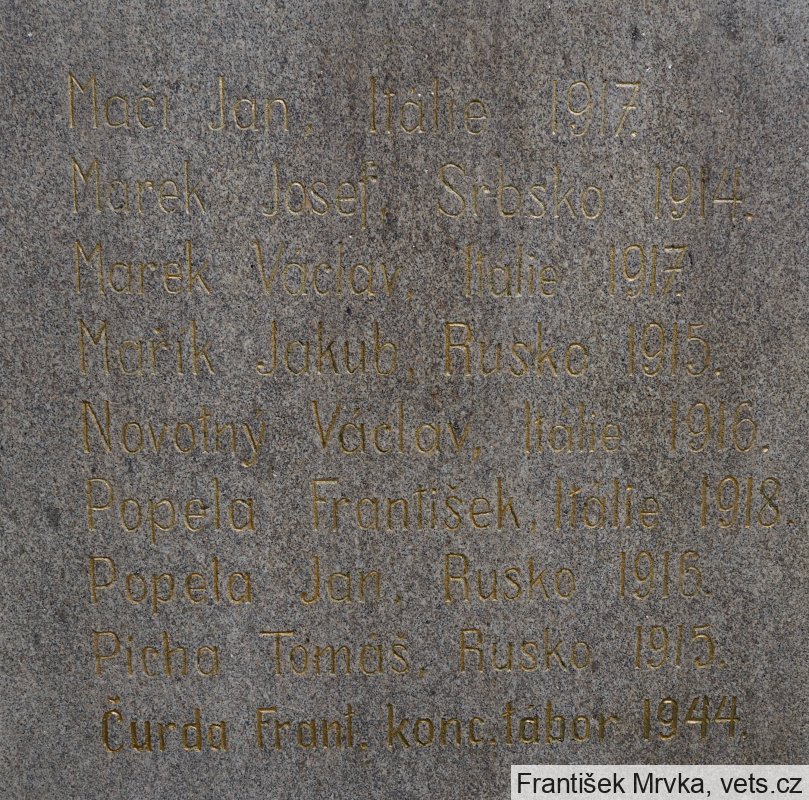 Mačí Jan, Itálie 1917.
Marek Josef, Srbsko 1914.
Marek Václav, Itálie 1917.
Mařík Jakub, Rusko 1915.
Novotný Václav, Itálie 1916.
Popela František, Itálie 1918.
Popela Jan, Rusko 1916.
Pícha Tomáš, Rusko 1915.
Čurda Frant. konc. tábor 1944.
František Mrvka, vets.cz